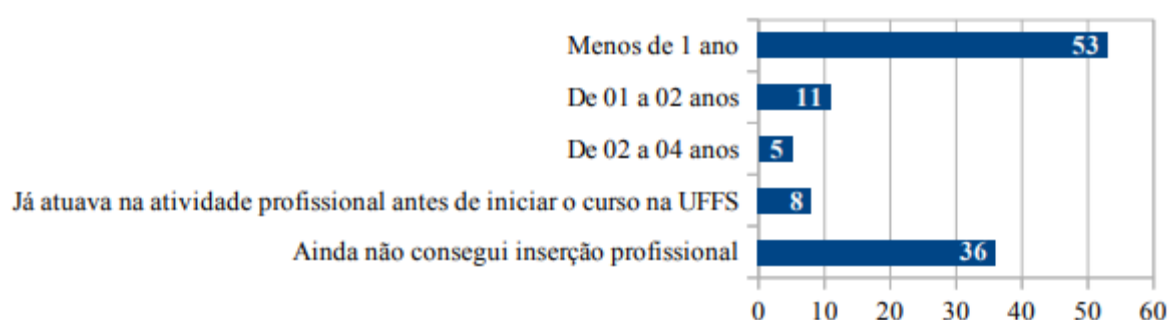 Menos de 1 ano 53
De 01 a 02 anos 11
De 02 a 04 anos 5
Já atuava na atividade profissional antes de iniciar o curso na UFFS 8
Ainda não consegui inserção profissional 36
0 10 20 30 40 50 60